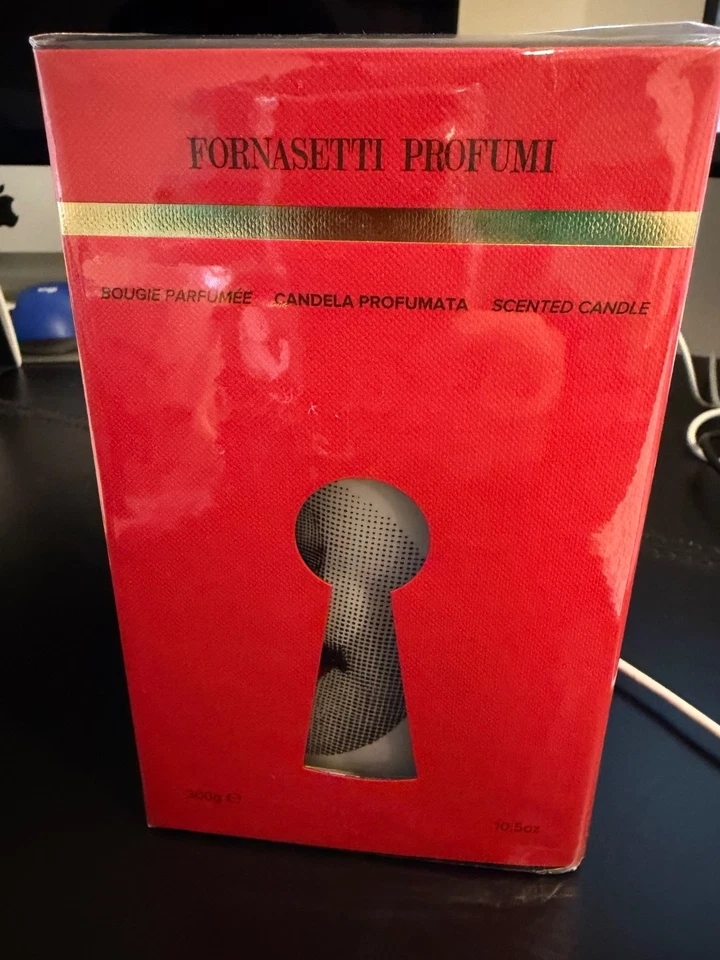 FORNASETTI PROFUMI
BOUGIE PARFUMÉE CANDELA PROFUMATA SCENTED CANDLE
300g ℮
10.5oz